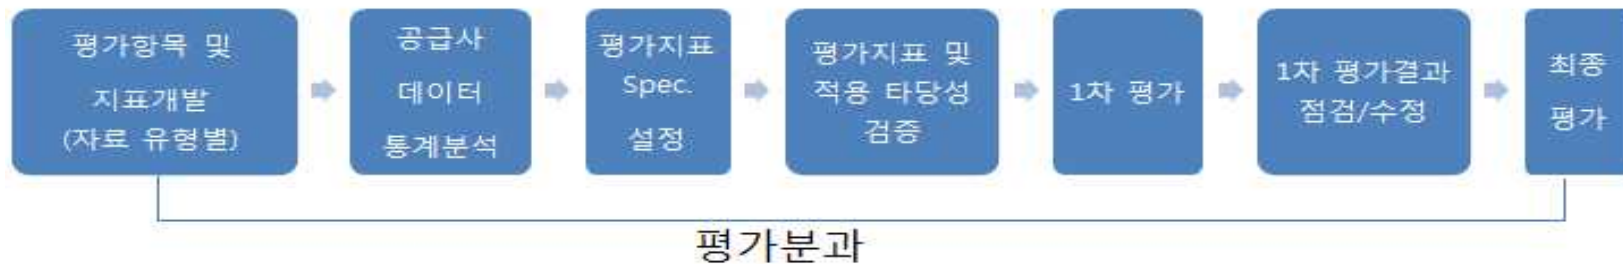 평가항목 및
지표개발
(자료 유형별)
공급사
데이터
통계분석
평가지표
Spec.
설정
평가지표 및
적용 타당성
검증
1차 평가
1차 평가결과
점검/수정
최종
평가
평가분과